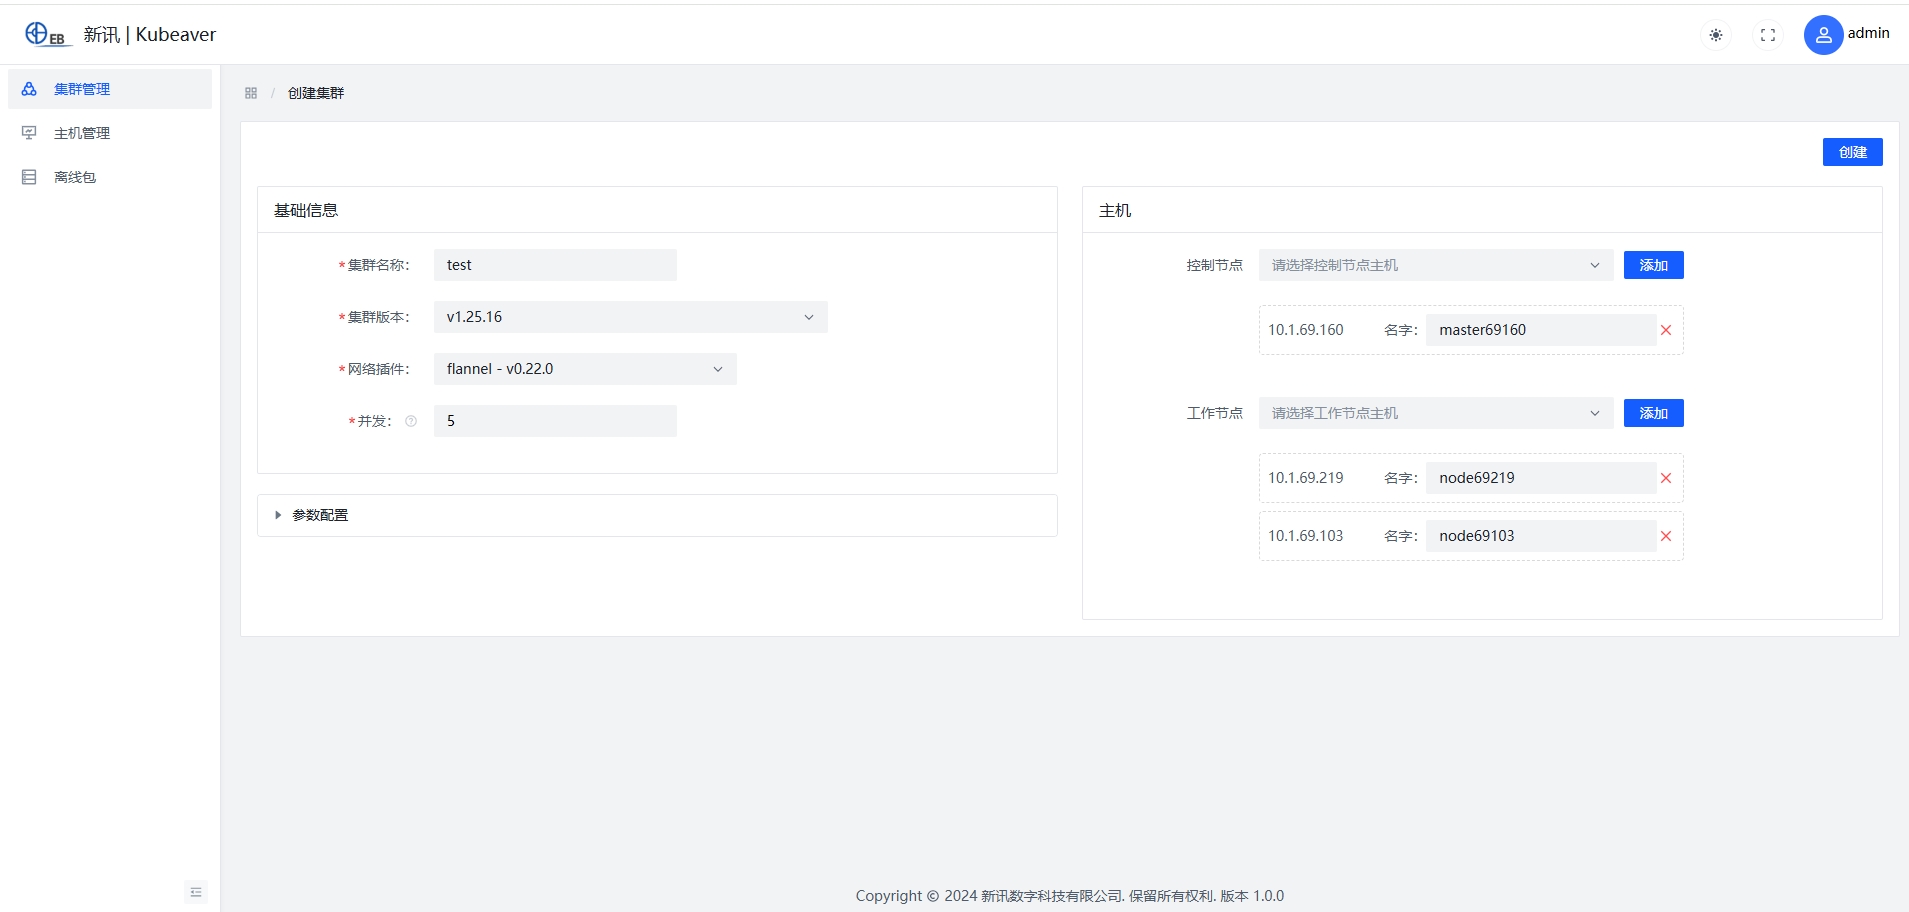 EB 新讯 | Kubeaver
admin
集群管理
主机管理
离线包
/ 创建集群
创建
基础信息
*集群名称： test
*集群版本： v1.25.16
*网络插件： flannel - v0.22.0
*并发： 5
参数配置
主机
控制节点 请选择控制节点主机 添加
10.1.69.160 名字： master69160
工作节点 请选择工作节点主机 添加
10.1.69.219 名字： node69219
10.1.69.103 名字： node69103
Copyright © 2024 新讯数字科技有限公司. 保留所有权利. 版本 1.0.0